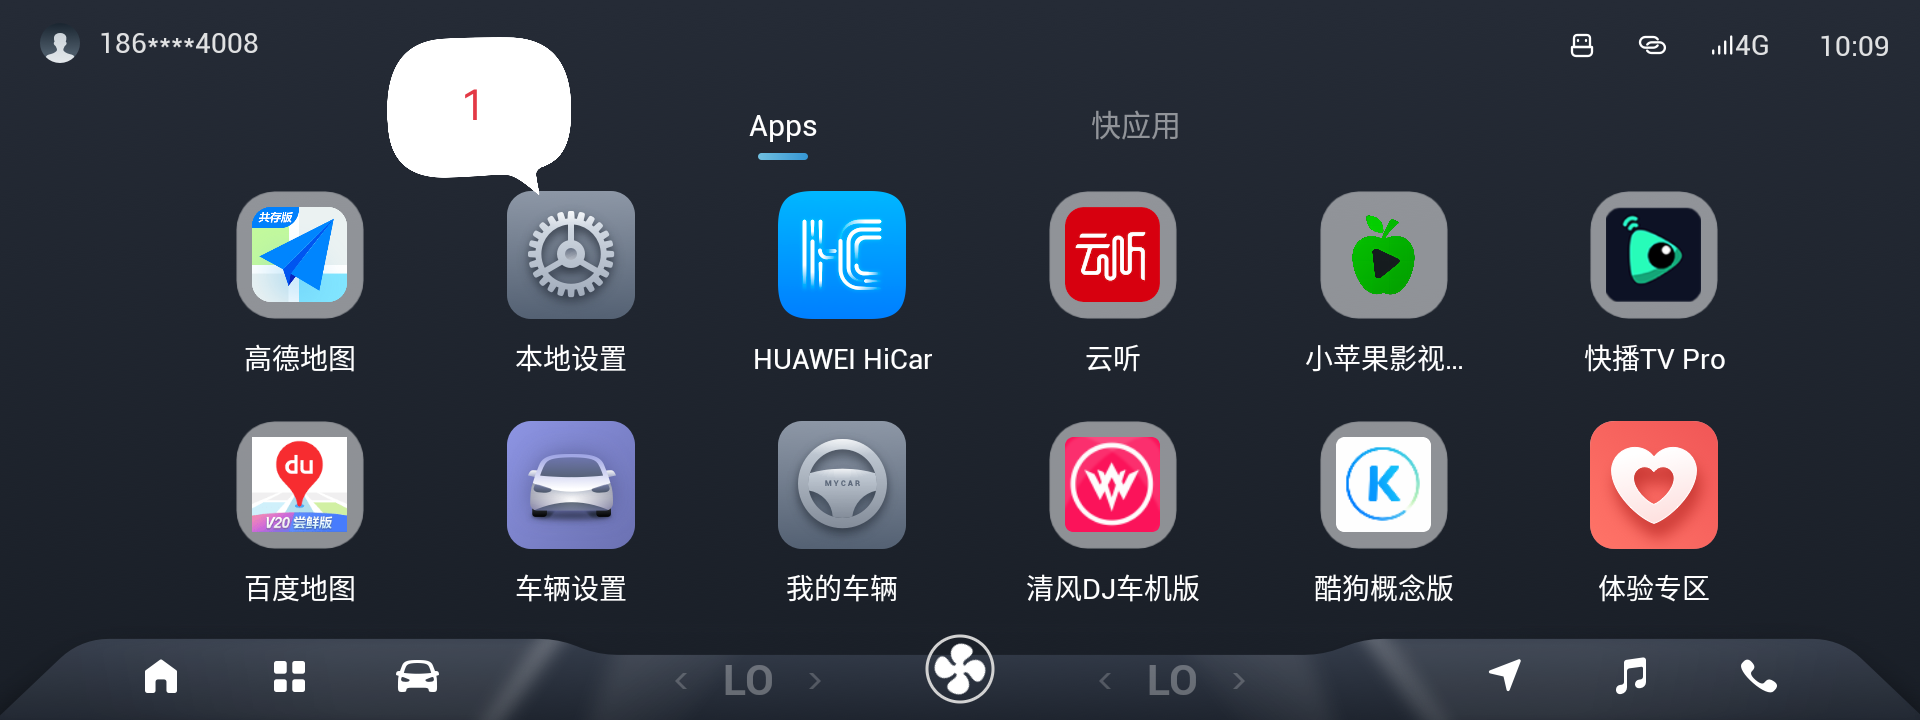 186****4008
4G
10:09
1
Apps
快应用
共存版
云听
高德地图
本地设置
HUAWEI HiCar
云听
小苹果影视...
快播TV Pro
du
V20 尝鲜版
MYCAR
K
百度地图
车辆设置
我的车辆
清风DJ车机版
酷狗概念版
体验专区
< LO >
< LO >